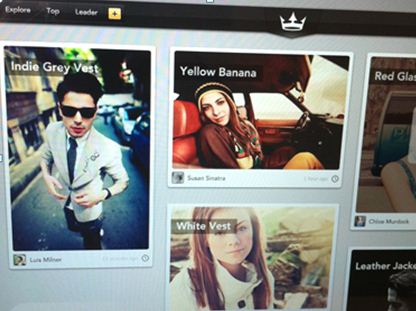 Explore Top Leader +
Indie Grey Vest
Yellow Banana
Red Glas
Susan Sinatra
1 hour ago
White Vest
Chloe Murdock
Luis Milner
Leather Jacke